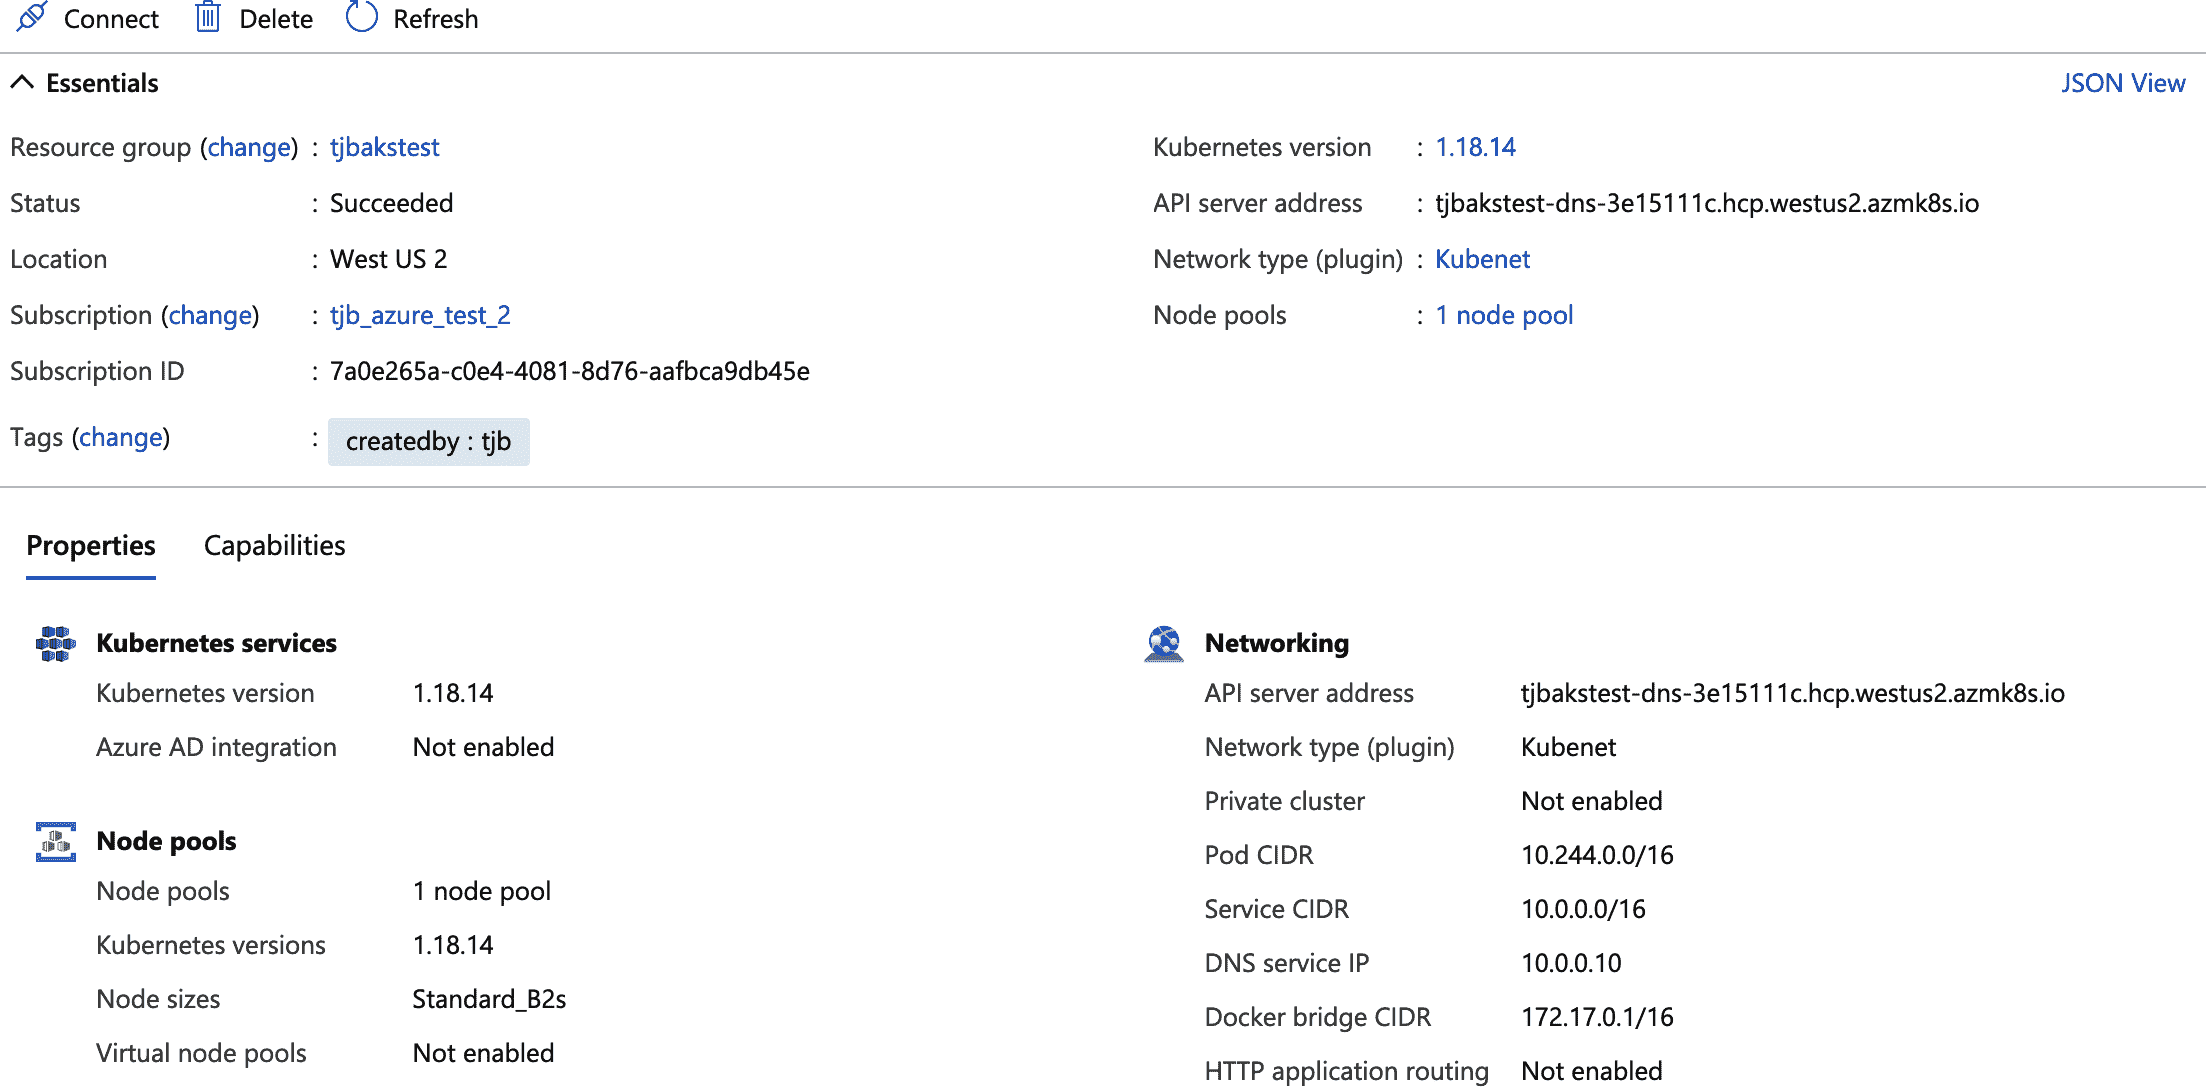 Connect Delete Refresh
Essentials
JSON View
Resource group (change) : tjbakstest
Status : Succeeded
Location : West US 2
Subscription (change) : tjb_azure_test_2
Subscription ID : 7a0e265a-c0e4-4081-8d76-aafbca9db45e
Tags (change) : createdby : tjb
Kubernetes version : 1.18.14
API server address : tjbakstest-dns-3e15111c.hcp.westus2.azmk8s.io
Network type (plugin) : Kubenet
Node pools : 1 node pool
Properties Capabilities
Kubernetes services
Kubernetes version 1.18.14
Azure AD integration Not enabled
Node pools
Node pools 1 node pool
Kubernetes versions 1.18.14
Node sizes Standard_B2s
Virtual node pools Not enabled
Networking
API server address tjbakstest-dns-3e15111c.hcp.westus2.azmk8s.io
Network type (plugin) Kubenet
Private cluster Not enabled
Pod CIDR 10.244.0.0/16
Service CIDR 10.0.0.0/16
DNS service IP 10.0.0.10
Docker bridge CIDR 172.17.0.1/16
HTTP application routing Not enabled